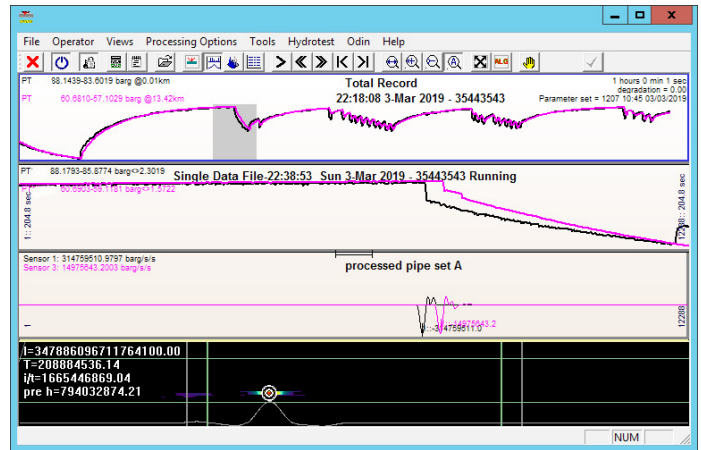 File Operator Views Processing Options Tools Hydrotest Odin Help
ALG
PT 88.1439-83.6019 barg @0.01km
Total Record
1 hours 0 min 1 sec
degradation = 0.00
PT 60.6810-57.1029 barg @13.42km
22:18:08 3-Mar 2019 - 35443543
Parameter set = 1207 10:45 03/03/2019
PT 88.1793-85.8774 barg<>2.3019
Single Data File-22:38:53 Sun 3-Mar 2019 - 35443543 Running
1:: 204.8 sec
12288:: 204.8 sec
Sensor 1: 314759510.9797 barg/s/s
Sensor 3: 14975643.2003 barg/s/s
processed pipe set A
1
12288
I=347886096711764100.00
T=208884536.14
i/t=1665446869.04
pre h=794032874.21
NUM